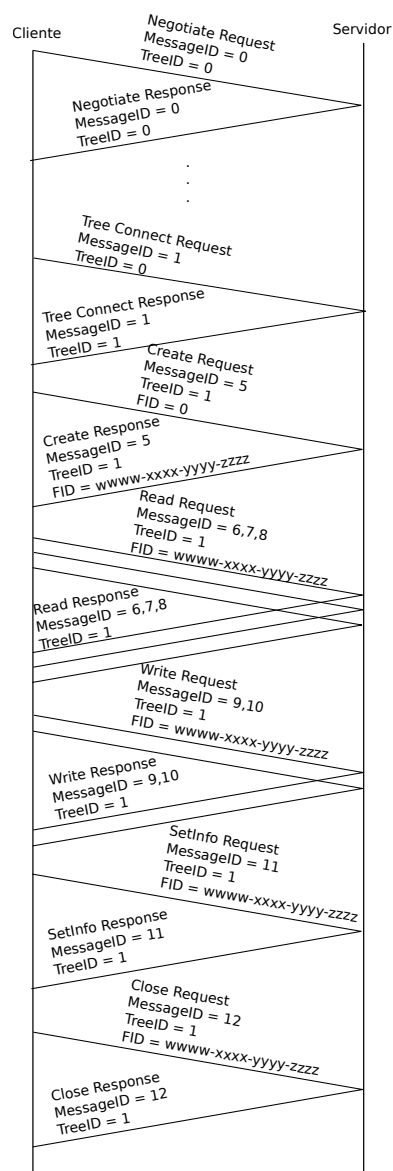 Cliente
Servidor
Negotiate Request
MessageID = 0
TreeID = 0
Negotiate Response
MessageID = 0
TreeID = 0
.
.
.
Tree Connect Request
MessageID = 1
TreeID = 0
Tree Connect Response
MessageID = 1
TreeID = 1
Create Request
MessageID = 5
TreeID = 1
FID = 0
Create Response
MessageID = 5
TreeID = 1
FID = wwww-xxxx-yyyy-zzzz
Read Request
MessageID = 6,7,8
TreeID = 1
FID = wwww-xxxx-yyyy-zzzz
Read Response
MessageID = 6,7,8
TreeID = 1
Write Request
MessageID = 9,10
TreeID = 1
FID = wwww-xxxx-yyyy-zzzz
Write Response
MessageID = 9,10
TreeID = 1
SetInfo Request
MessageID = 11
TreeID = 1
FID = wwww-xxxx-yyyy-zzzz
SetInfo Response
MessageID = 11
TreeID = 1
Close Request
MessageID = 12
TreeID = 1
FID = wwww-xxxx-yyyy-zzzz
Close Response
MessageID = 12
TreeID = 1